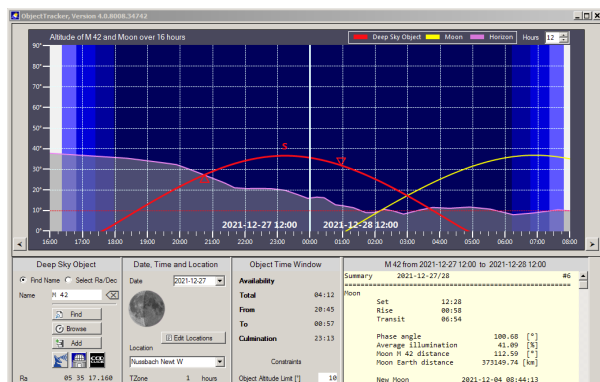 ObjectTracker, Version 4.0.8008.34742
Altitude of M 42 and Moon over 16 hours
Deep Sky Object Moon Horizon Hours 12
90°
80°
70°
60°
50°
40°
30°
20°
10°
0°
S
2021-12-27 12:00 2021-12-28 12:00
16:00 17:00 18:00 19:00 20:00 21:00 22:00 23:00 00:00 01:00 02:00 03:00 04:00 05:00 06:00 07:00 08:00
Deep Sky Object
Find Name Select Ra/Dec
Name M 42
Find
Browse
Add
Ra 05 35 17.160
Date, Time and Location
Date 2021-12-27
Edit Locations
Location
Nussbach Newt W
TZone 1 hours
Object Time Window
Availability
Total 04:12
From 20:45
To 00:57
Culmination 23:13
Constraints
Object Altitude Limit [°] 10
M 42 from 2021-12-27 12:00 to 2021-12-28 12:00
Summary 2021-12-27/28 #6
Moon
Set 12:28
Rise 00:58
Transit 06:54
Phase angle 100.68 [°]
Average illumination 41.09 [%]
Moon M 42 distance 112.59 [°]
Moon Earth distance 373149.74 [km]
New Moon 2021-12-04 08:44:13